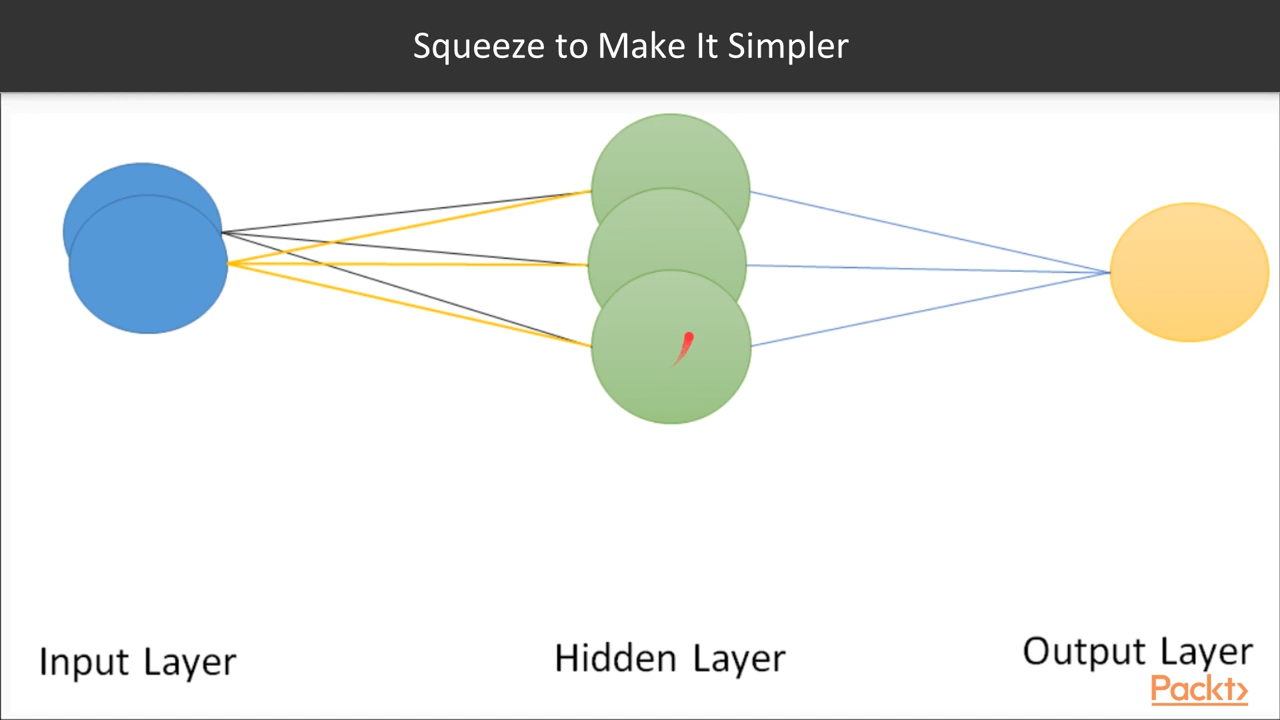 Squeeze to Make It Simpler
Input Layer
Hidden Layer
Output Layer
Packt>